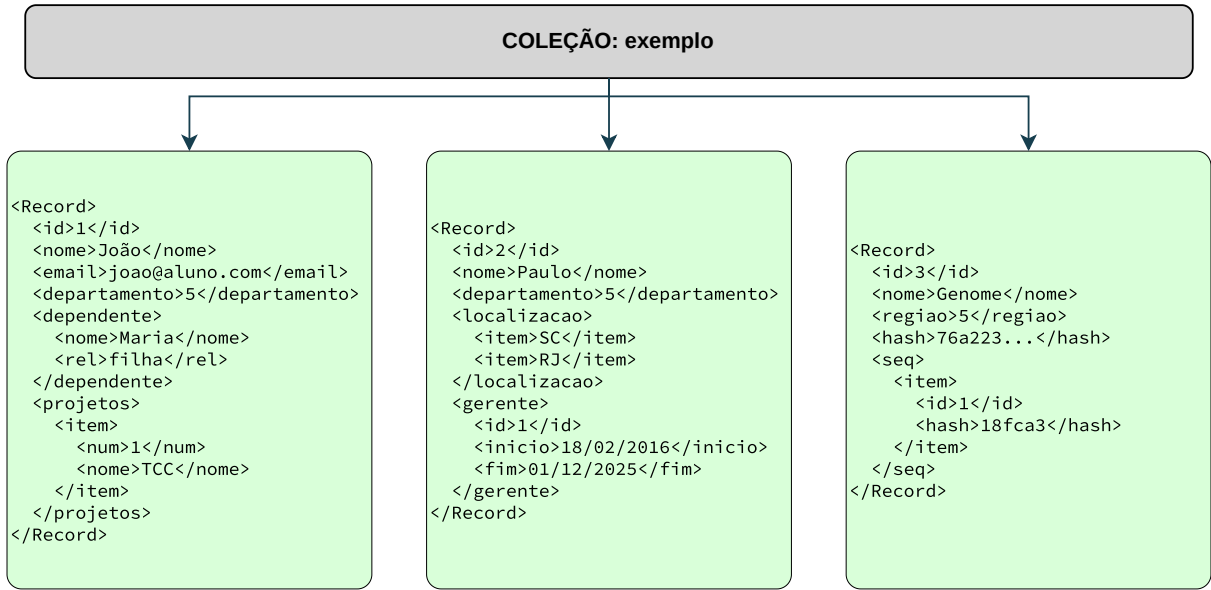 COLEÇÃO: exemplo
<Record>
  <id>1</id>
  <nome>João</nome>
  <email>joao@aluno.com</email>
  <departamento>5</departamento>
  <dependente>
    <nome>Maria</nome>
    <rel>filha</rel>
  </dependente>
  <projetos>
    <item>
      <num>1</num>
      <nome>TCC</nome>
    </item>
  </projetos>
</Record>
<Record>
  <id>2</id>
  <nome>Paulo</nome>
  <departamento>5</departamento>
  <localizacao>
    <item>SC</item>
    <item>RJ</item>
  </localizacao>
  <gerente>
    <id>1</id>
    <inicio>18/02/2016</inicio>
    <fim>01/12/2025</fim>
  </gerente>
</Record>
<Record>
  <id>3</id>
  <nome>Genome</nome>
  <regiao>5</regiao>
  <hash>76a223...</hash>
  <seq>
    <item>
      <id>1</id>
      <hash>18fca3</hash>
    </item>
  </seq>
</Record>